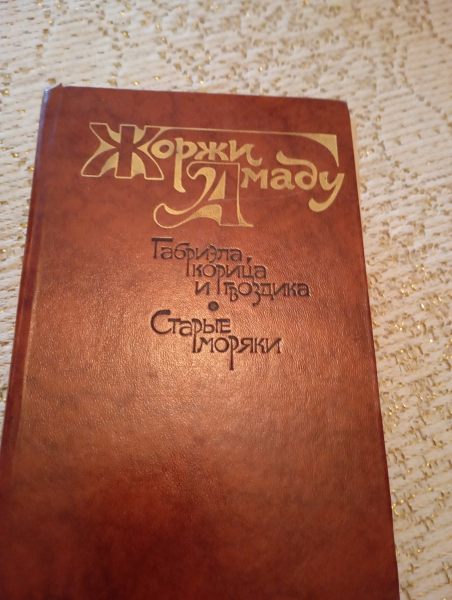 Жоржи
Амаду
Габриэла,
корица
и гвоздика
Старые
моряки